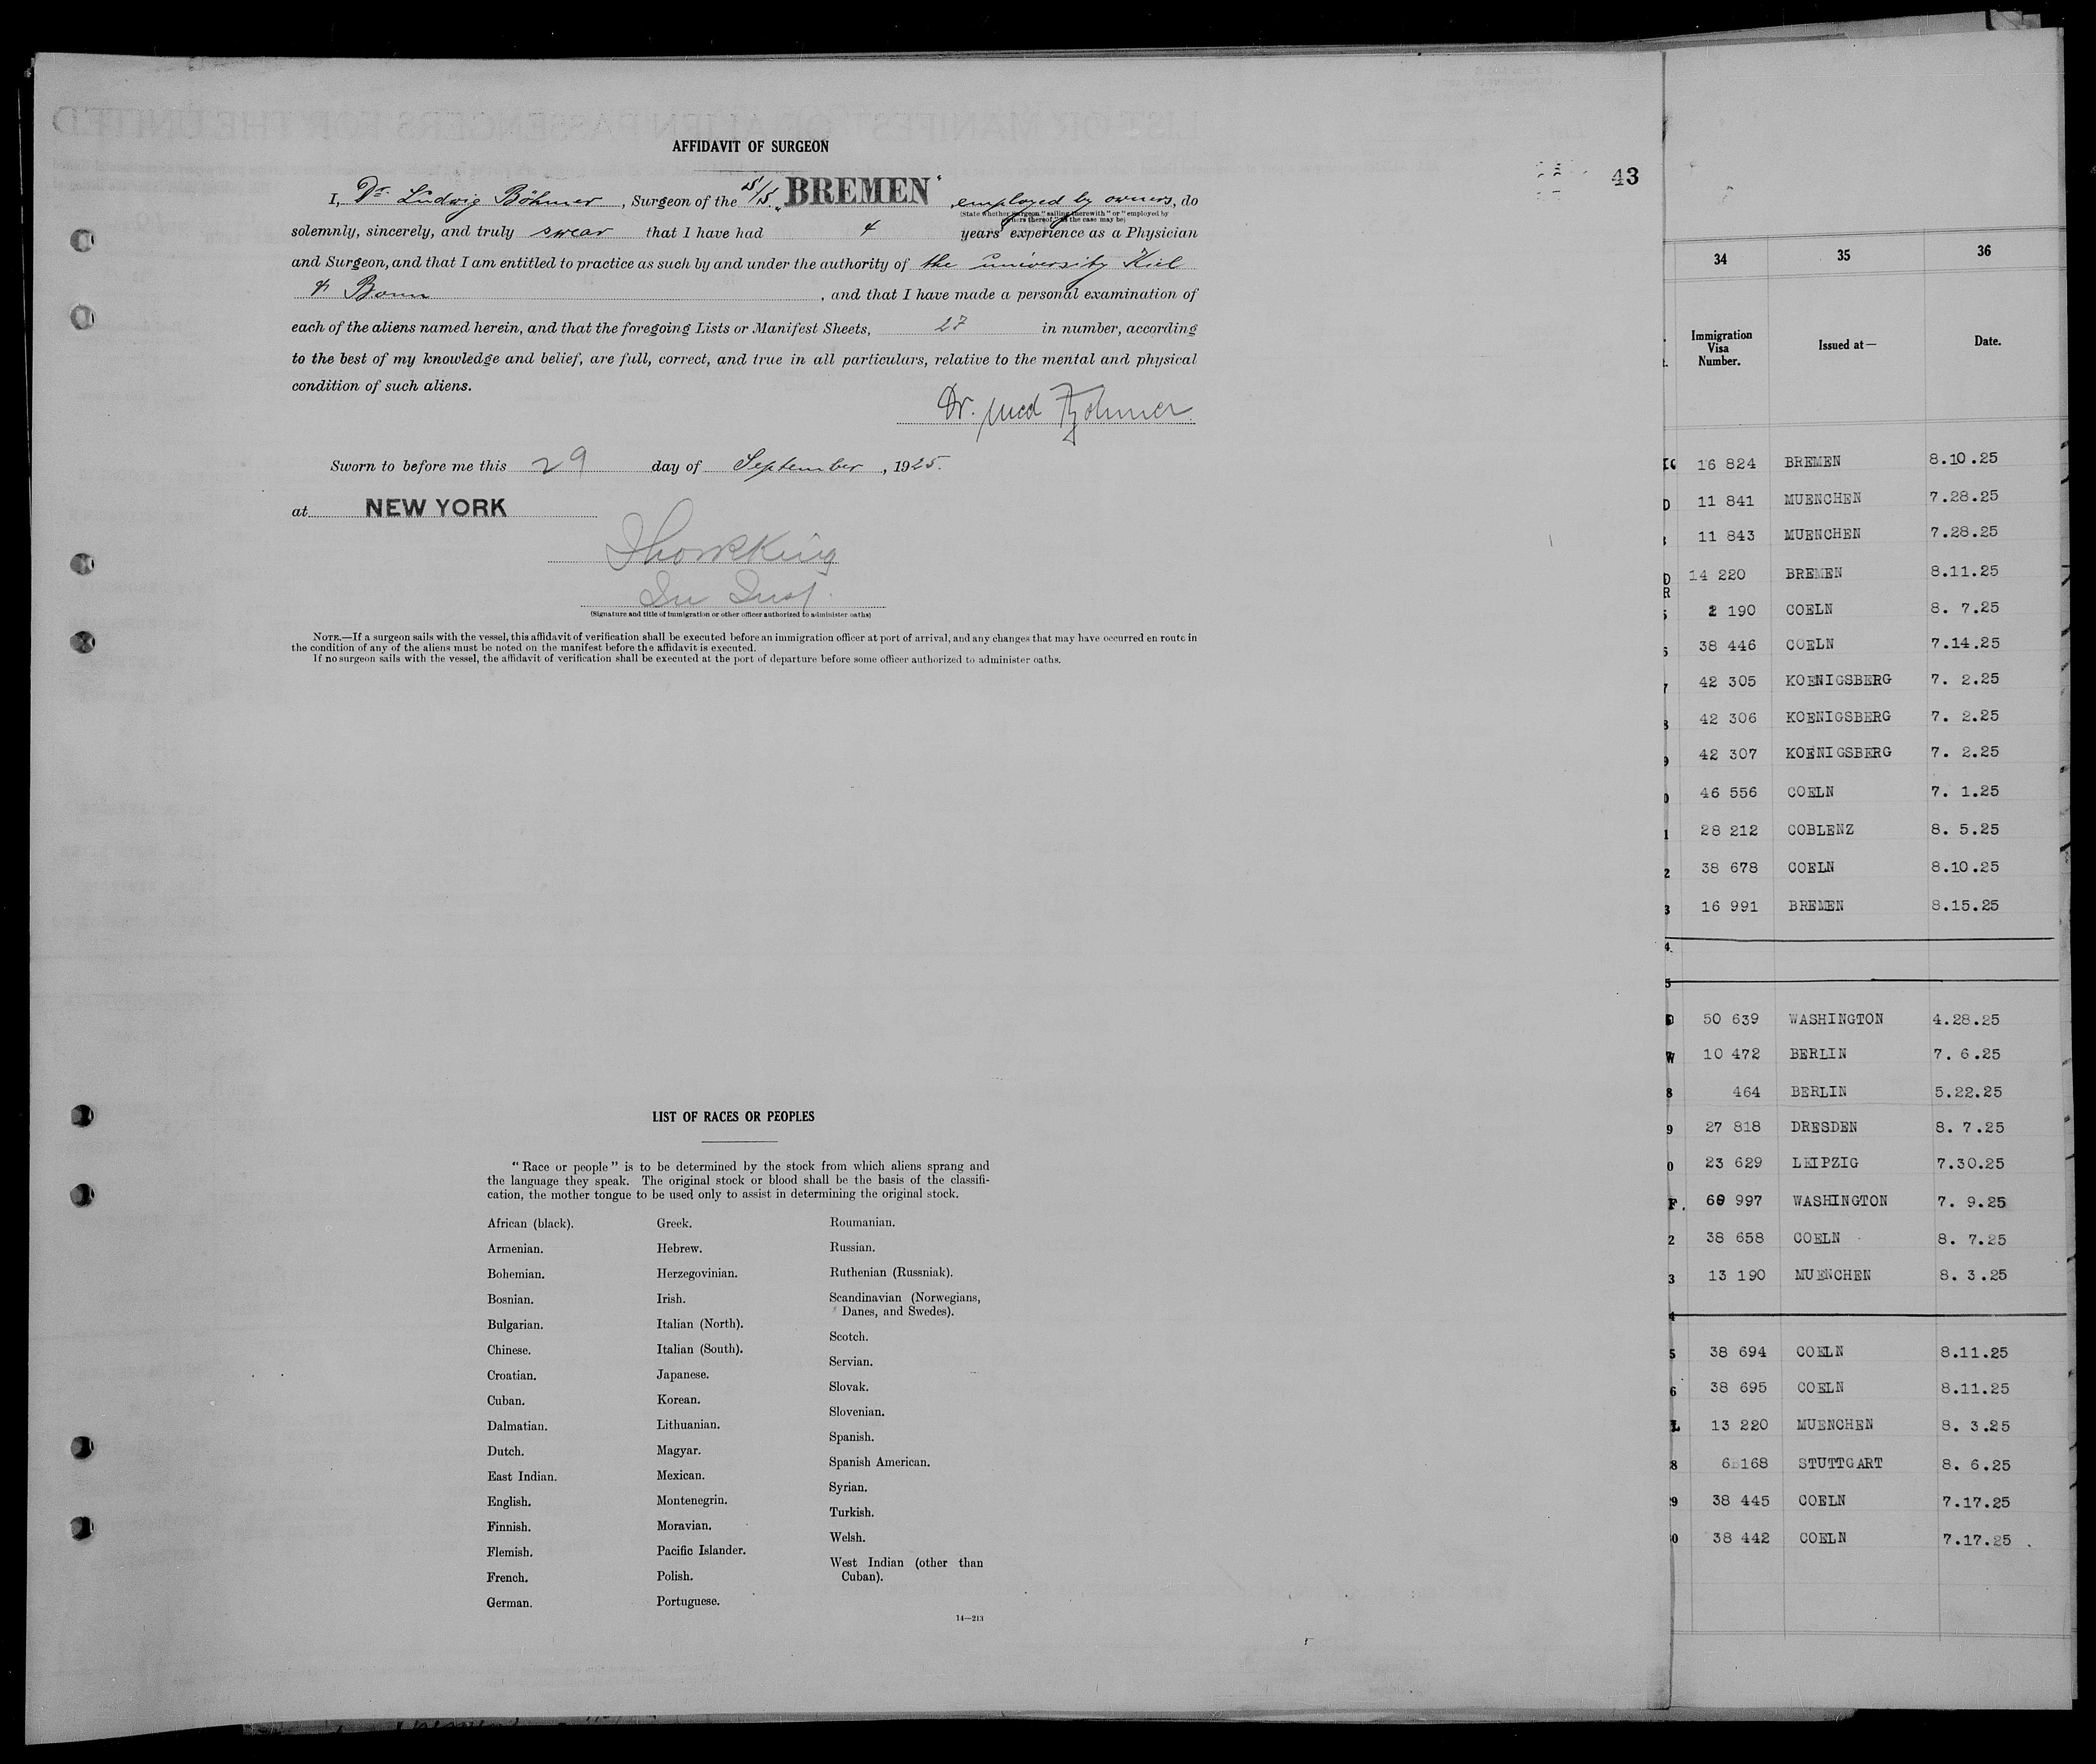 AFFIDAVIT OF SURGEON
43
I, Dr. Ludwig Böhmer, Surgeon of the S/S. „BREMEN“ employed by owners, do
(State whether surgeon "sailing therewith" or "employed by
owners thereof," as the case may be)
solemnly, sincerely, and truly swear that I have had 4 years' experience as a Physician
and Surgeon, and that I am entitled to practice as such by and under the authority of the university Kiel
& Bonn, and that I have made a personal examination of
each of the aliens named herein, and that the foregoing Lists or Manifest Sheets, 27 in number, according
to the best of my knowledge and belief, are full, correct, and true in all particulars, relative to the mental and physical
condition of such aliens.
Dr. med Böhmer
Sworn to before me this 29 day of September, 1925.
at NEW YORK
(Signature and title of immigration or other officer authorized to administer oaths)
NOTE.—If a surgeon sails with the vessel, this affidavit of verification shall be executed before an immigration officer at port of arrival, and any changes that may have occurred en route in
the condition of any of the aliens must be noted on the manifest before the affidavit is executed.
If no surgeon sails with the vessel, the affidavit of verification shall be executed at the port of departure before some officer authorized to administer oaths.
LIST OF RACES OR PEOPLES
"Race or people" is to be determined by the stock from which aliens sprang and
the language they speak. The original stock or blood shall be the basis of the classifi-
cation, the mother tongue to be used only to assist in determining the original stock.
African (black).
Armenian.
Bohemian.
Bosnian.
Bulgarian.
Chinese.
Croatian.
Cuban.
Dalmatian.
Dutch.
East Indian.
English.
Finnish.
Flemish.
French.
German.
Greek.
Hebrew.
Herzegovinian.
Irish.
Italian (North).
Italian (South).
Japanese.
Korean.
Lithuanian.
Magyar.
Mexican.
Montenegrin.
Moravian.
Pacific Islander.
Polish.
Portuguese.
Roumanian.
Russian.
Ruthenian (Russniak).
Scandinavian (Norwegians,
Danes, and Swedes).
Scotch.
Servian.
Slovak.
Slovenian.
Spanish.
Spanish American.
Syrian.
Turkish.
Welsh.
West Indian (other than
Cuban).
14—213
34 35 36
Immigration
Visa
Number.
Issued at—
Date.
16 824 BREMEN 8.10.25
11 841 MUENCHEN 7.28.25
11 843 MUENCHEN 7.28.25
14 220 BREMEN 8.11.25
2 190 COELN 8. 7.25
38 446 COELN 7.14.25
42 305 KOENIGSBERG 7. 2.25
42 306 KOENIGSBERG 7. 2.25
42 307 KOENIGSBERG 7. 2.25
46 556 COELN 7. 1.25
28 212 COBLENZ 8. 5.25
38 678 COELN 8.10.25
16 991 BREMEN 8.15.25
50 639 WASHINGTON 4.28.25
10 472 BERLIN 7. 6.25
464 BERLIN 5.22.25
27 818 DRESDEN 8. 7.25
23 629 LEIPZIG 7.30.25
997 WASHINGTON 7. 9.25
38 658 COELN 8. 7.25
13 190 MUENCHEN 8. 3.25
38 694 COELN 8.11.25
38 695 COELN 8.11.25
13 220 MUENCHEN 8. 3.25
168 STUTTGART 8. 6.25
38 445 COELN 7.17.25
38 442 COELN 7.17.25